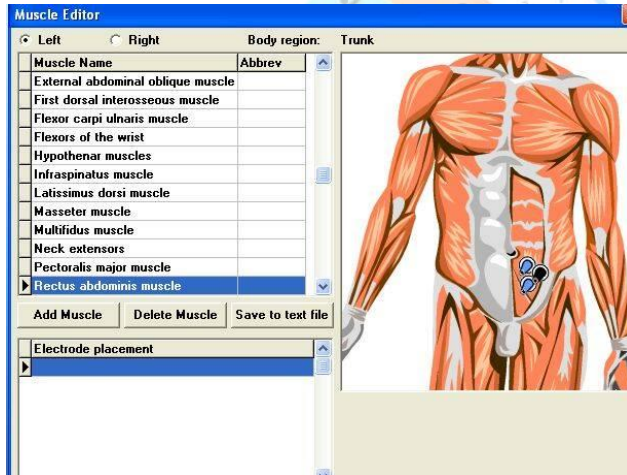 Muscle Editor
Left Right Body region: Trunk
Muscle Name Abbrev
External abdominal oblique muscle
First dorsal interosseous muscle
Flexor carpi ulnaris muscle
Flexors of the wrist
Hypothenar muscles
Infraspinatus muscle
Latissimus dorsi muscle
Masseter muscle
Multifidus muscle
Neck extensors
Pectoralis major muscle
Rectus abdominis muscle
Add Muscle Delete Muscle Save to text file
Electrode placement